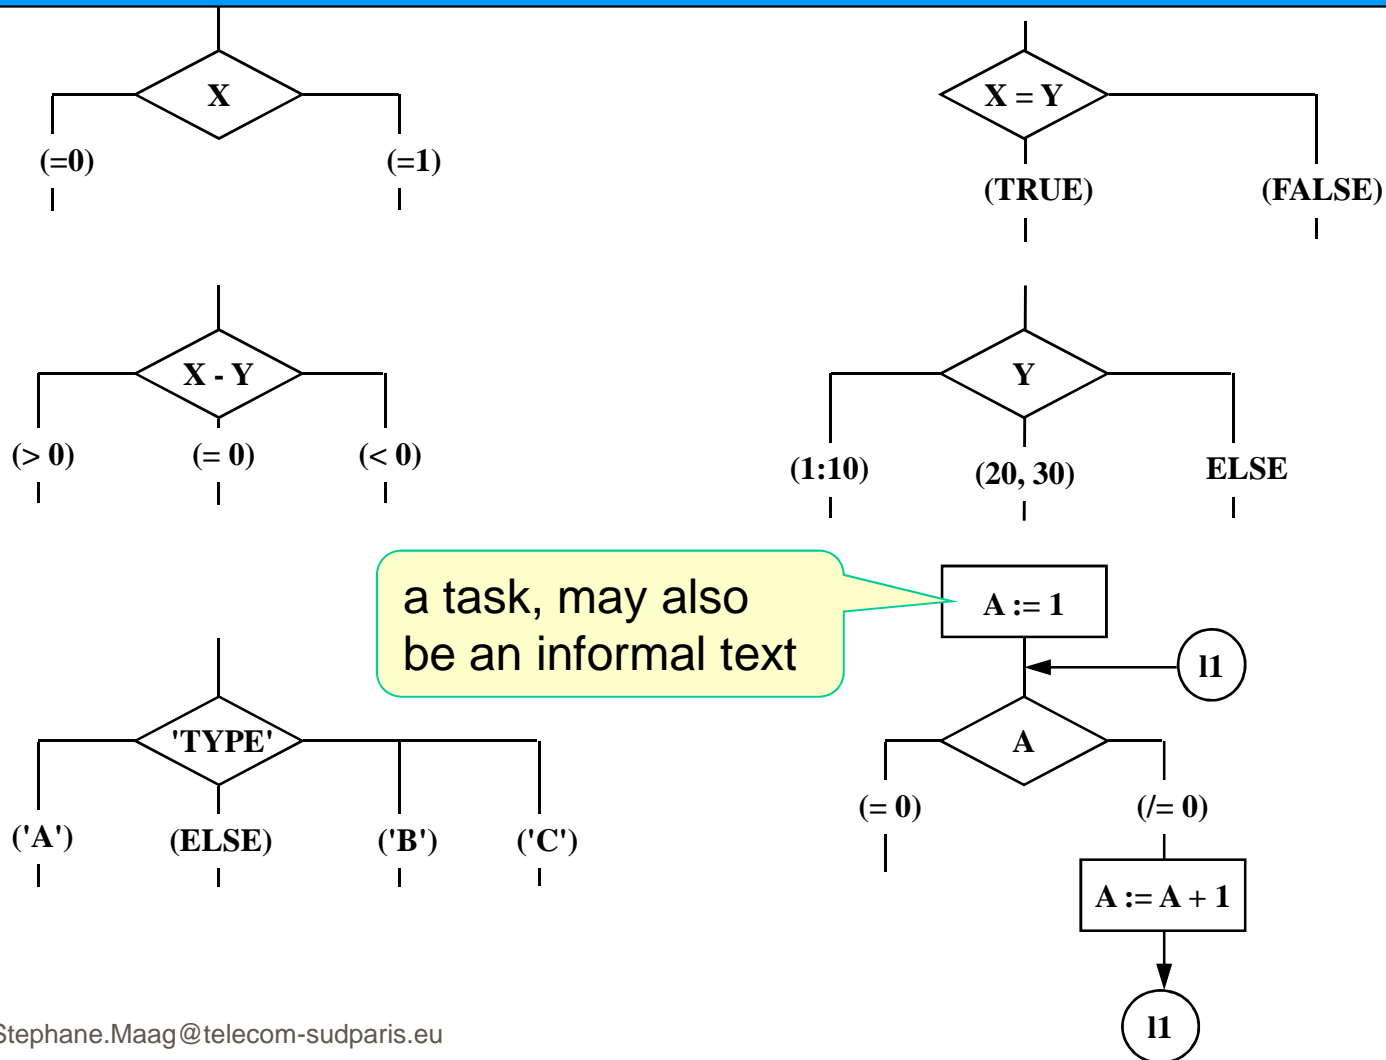 X
(=0)
(=1)
X = Y
(TRUE)
(FALSE)
X - Y
(> 0)
(= 0)
(< 0)
Y
(1:10)
(20, 30)
ELSE
a task, may also
be an informal text
A := 1
l1
'TYPE'
('A')
(ELSE)
('B')
('C')
A
(= 0)
(/= 0)
A := A + 1
l1
Stephane.Maag@telecom-sudparis.eu